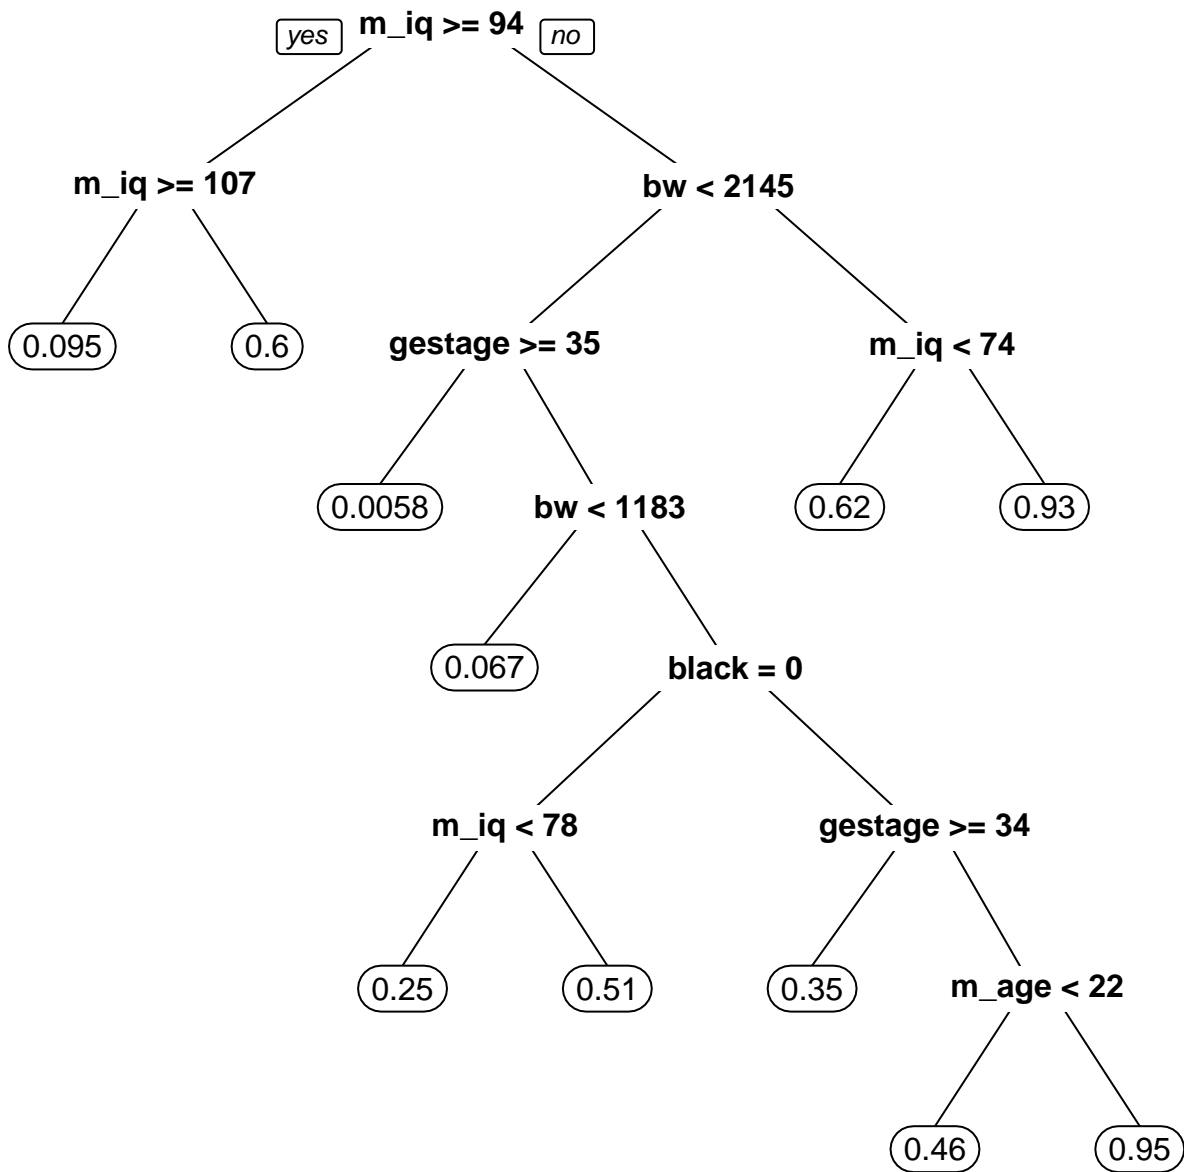 yes m_iq >= 94 no
m_iq >= 107
bw < 2145
0.095
0.6
gestage >= 35
m_iq < 74
0.0058
bw < 1183
0.62
0.93
0.067
black = 0
m_iq < 78
gestage >= 34
0.25
0.51
0.35
m_age < 22
0.46
0.95